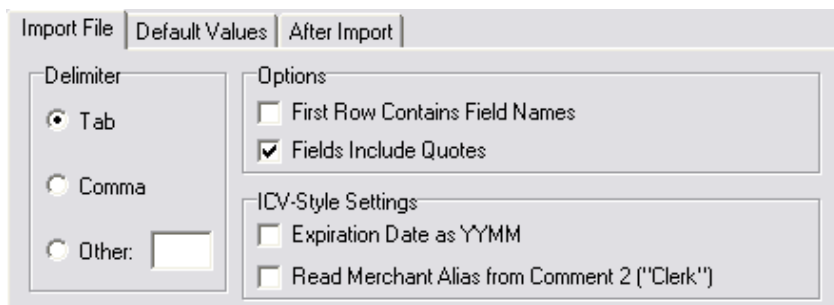 Import File Default Values After Import
Delimiter
Tab
Comma
Other:
Options
First Row Contains Field Names
Fields Include Quotes
ICV-Style Settings
Expiration Date as YYMM
Read Merchant Alias from Comment 2 ("Clerk")